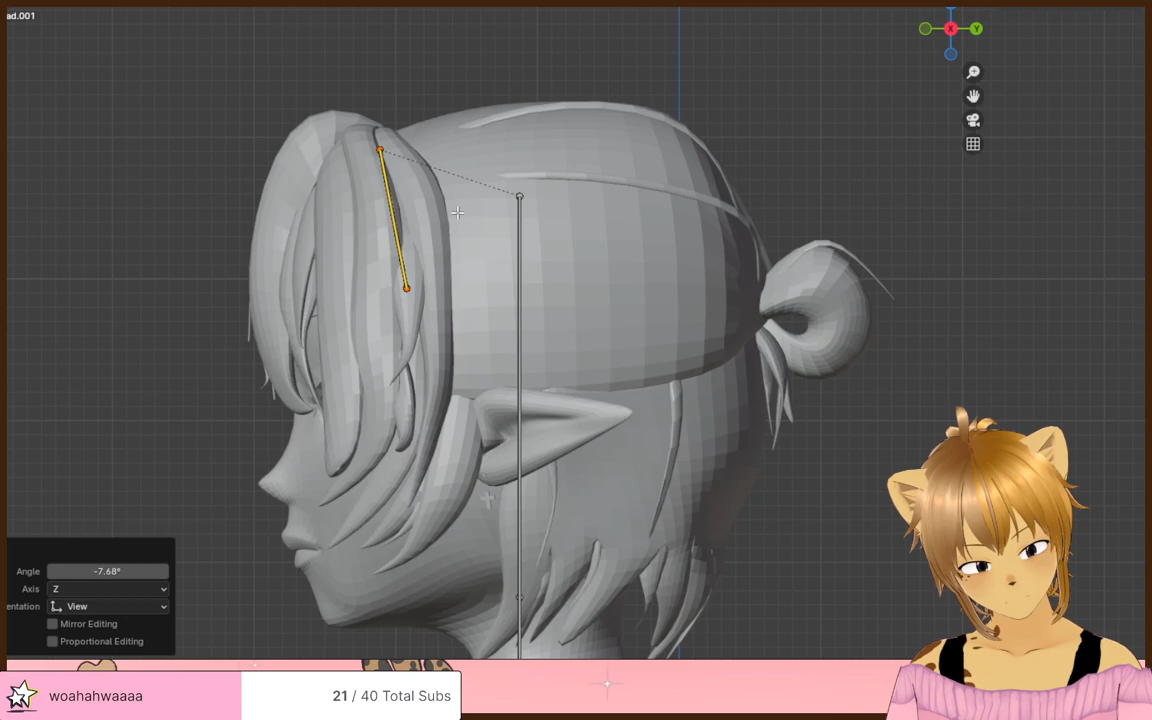 ad.001
X
Y
Angle
-7.68°
Axis
Z
entation
View
Mirror Editing
Proportional Editing
woahahwaaaa
21 / 40 Total Subs